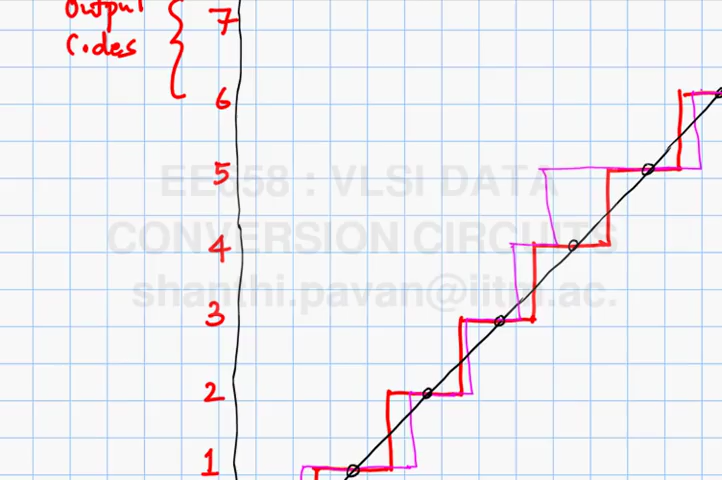 Output
Codes
7
6
5
4
3
2
1
EE658 : VLSI DATA
CONVERSION CIRCUITS
shanthi.pavan@iitm.ac.